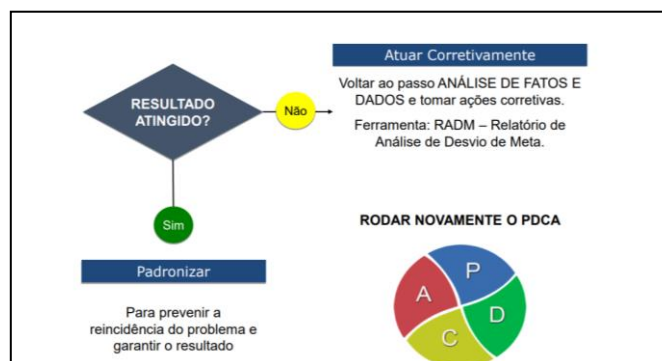 Atuar Corretivamente
Voltar ao passo ANÁLISE DE FATOS E
DADOS e tomar ações corretivas.
Ferramenta: RADM – Relatório de
Análise de Desvio de Meta.
RESULTADO
ATINGIDO?
Não
Sim
Padronizar
Para prevenir a
reincidência do problema e
garantir o resultado
RODAR NOVAMENTE O PDCA
P
A
D
C